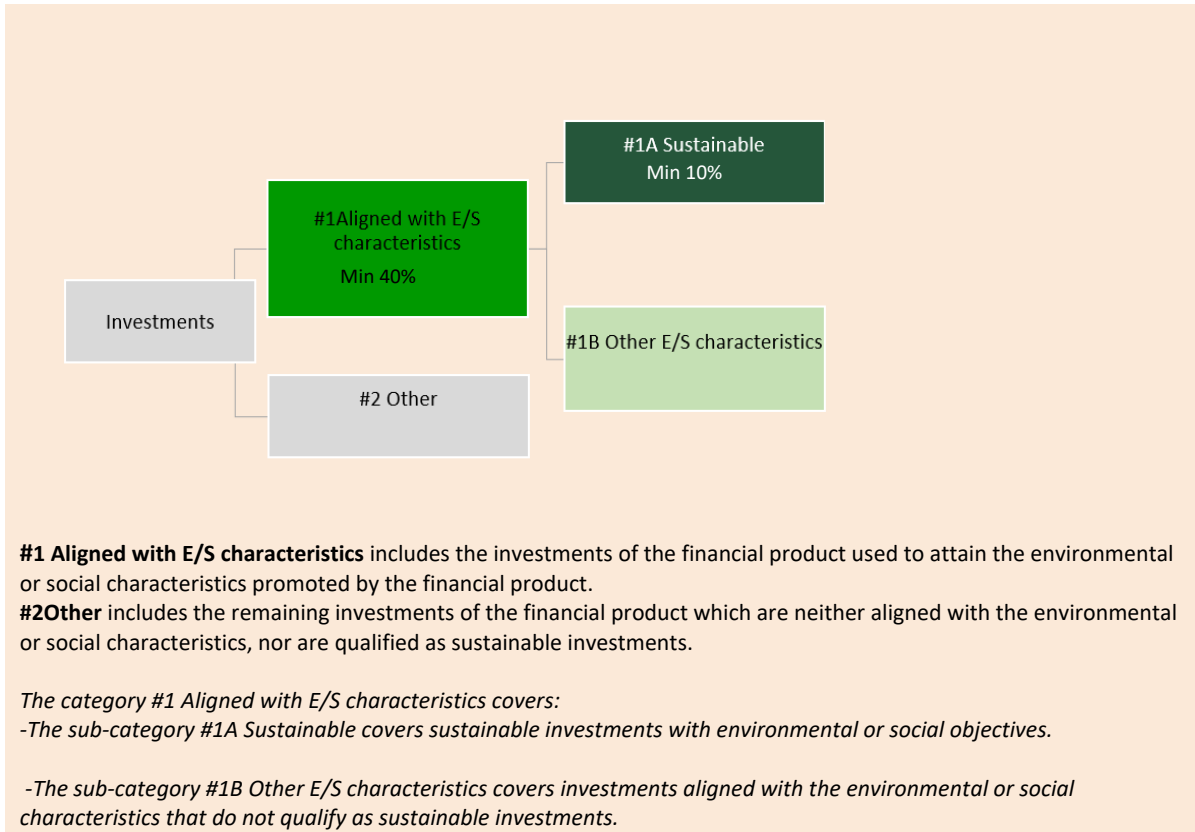 #1A Sustainable
Min 10%
#1Aligned with E/S
characteristics
Min 40%
Investments
#1B Other E/S characteristics
#2 Other
#1 Aligned with E/S characteristics includes the investments of the financial product used to attain the environmental
or social characteristics promoted by the financial product.
#2Other includes the remaining investments of the financial product which are neither aligned with the environmental
or social characteristics, nor are qualified as sustainable investments.
The category #1 Aligned with E/S characteristics covers:
-The sub-category #1A Sustainable covers sustainable investments with environmental or social objectives.
-The sub-category #1B Other E/S characteristics covers investments aligned with the environmental or social
characteristics that do not qualify as sustainable investments.